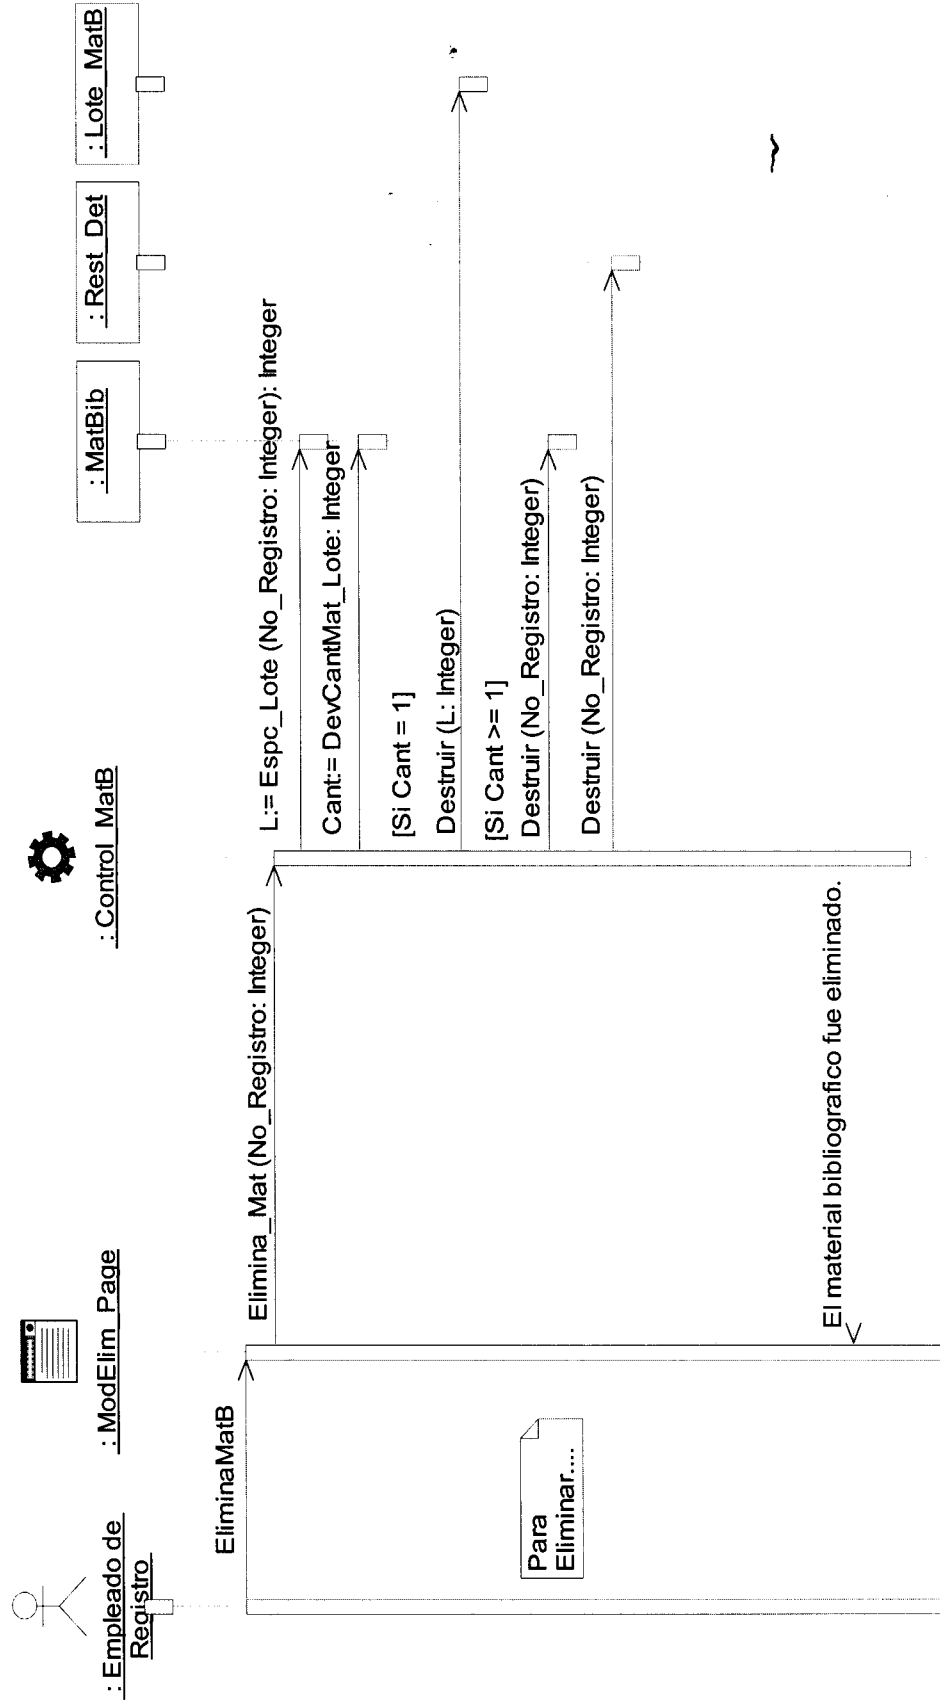 : Empleado de
Registro
: ModElim_Page
: Control_MatB
: MatBib
: Rest_Det
: Lote_MatB
EliminaMatB
Elimina_Mat (No_Registro: Integer)
L:= Espc_Lote (No_Registro: Integer): Integer
Cant:= DevCantMat_Lote: Integer
[Si Cant = 1]
Destruir (L: Integer)
[Si Cant >= 1]
Destruir (No_Registro: Integer)
Destruir (No_Registro: Integer)
Para
Eliminar....
El material bibliografico fue eliminado.